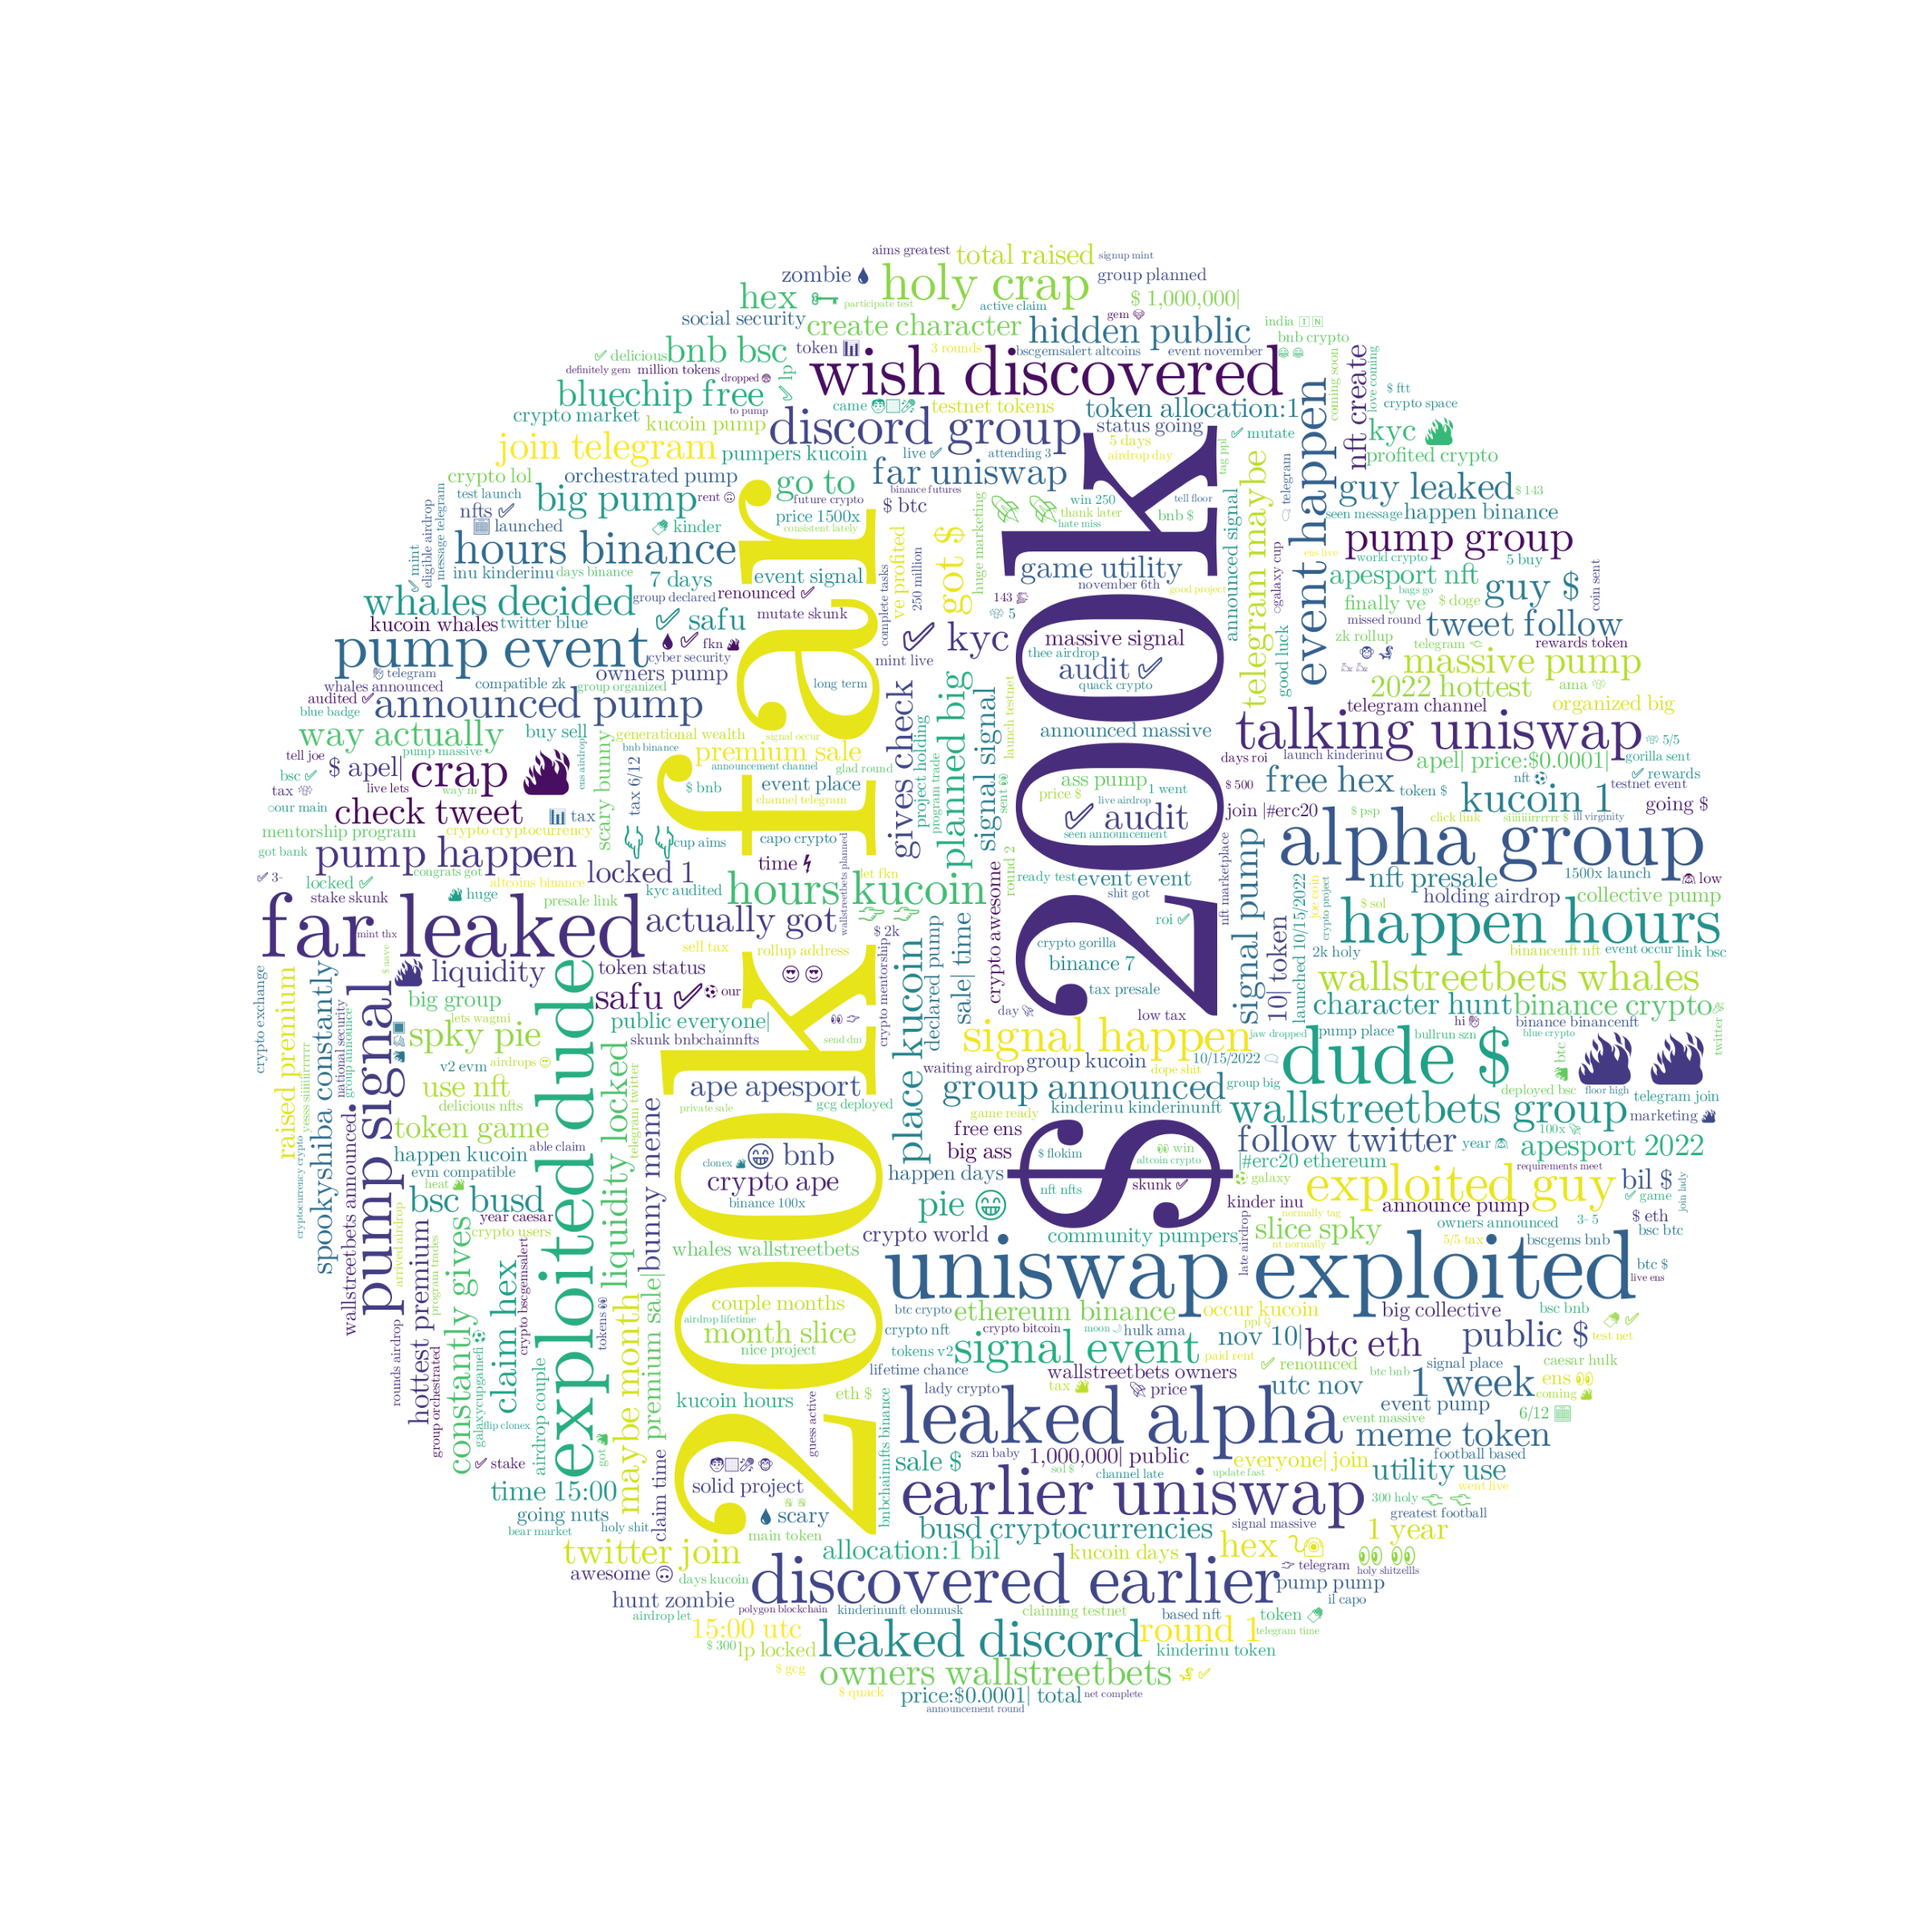 aims greatest
total raised
signup mint
zombie 💧
holy crap
group planned
hex 🗝
participate test
active claim
$ 1,000,000|
social security
create character
gem
hidden public
india 🇮🇳
bnb crypto
✅ delicious
bnb bsc
token 📊
3 rounds
bscgemsalert altcoins
event november
😂 😂
definitely gem
million tokens
dropped
wish discovered
coming soon
nft create
love coming
bluechip free
✅ lp
$ ftt
crypto space
crypto market
to pump
came
testnet tokens
token allocation:1
kucoin pump
discord group
status going
✅ mutate
kyc 🔥
join telegram
pumpers kucoin
live ✅
attending 3
5 days
airdrop day
tag ppl
profited crypto
crypto lol
orchestrated pump
go to
far uniswap
test launch
big pump
rent 🙃
future crypto
binance futures
$ btc
win 250
tell floor
guy leaked
$ 143
nfts ✅
price 1500x
🚀 🚀
thank later
bnb $
seen message
happen binance
launched
kinder
consistent lately
hate miss
hours binance
ens live
pump group
message telegram
eligible airdrop
✅ mint
event signal
got $
huge marketing
game utility
world crypto
5 buy
inu kinderinu
days binance
7 days
ve profited
november 6th
good project
apesport nft
guy $
coin sent
whales decided
group declared
renounced ✅
250 million
complete tasks
143
bags go
finally ve
$ doge
kucoin whales
twitter blue
✅ safu
mutate skunk
5
missed round
tweet follow
pump event
💧 ✅
fkn 🔥
✅ kyc
massive signal
zk rollup
cyber security
mint live
thee airdrop
audit ✅
telegram 👈
rewards token
telegram
owners pump
long term
quack crypto
good luck
massive pump
whales announced
compatible zk
group organized
2022 hottest
ama
audited ✅
announced pump
gives check
planned big
signal signal
launch testnet
telegram channel
organized big
blue badge
buy sell
generational wealth
project holding
announced massive
talking uniswap
way actually
signal occur
premium sale
tell joe
pump massive
bnb binance
glad round
days roi
launch kinderinu
5/5
$ apel|
crap 🔥
ens airdrop
scary bunny
announcement channel
program trade
ass pump
1 went
apel| price:$0.0001|
gorilla sent
bsc ✅
tax 6/12
event place
sent 👀
price $
free hex
nft ⚽
✅ rewards
tax
live lets
way m
$ bnb
channel telegram
live airdrop
$ 500
token $
kucoin 1
testnet event
our main
check tweet
📊 tax
✅ audit
join |#erc20
$ psp
click link
siiiiiirrrrrr $
ill virginity
going $
mentorship program
crypto cryptocurrency
👇 👇
cup aims
capo crypto
seen announcement
alpha group
got bank
pump happen
congrats got
locked 1
time ⚡
let fkn
ready test
event event
nft presale
1500x launch
low
✅ 3-
locked ✅
altcoins binance
kyc audited
hours kucoin
round 2
shit got
holding airdrop
collective pump
stake skunk
🔥 huge
presale link
far leaked
actually got
👉 👉
roi ✅
$ sol
joe coin
happen hours
mint thx
sell tax
rollup address
$ 2k
crypto gorilla
2k holy
crypto project
binancenft nft
event occur
link bsc
$ aave
🔥 liquidity
token status
😍 😍
binance 7
wallstreetbets whales
crypto exchange
big group
safu ✅
⚽ our
👀 👉
tax presale
character hunt
binance crypto
spky pie
public everyone|
day 🚀
low tax
hi
binance binancenft
twitter
skunk bnbchainnfts
send dm
signal happen
jaw dropped
pump place
bullrun szn
blue crypto
v2 evm
airdrops 😍
group kucoin
10/15/2022
dude $
🔥 🔥
use nft
ape apesport
waiting airdrop
dope shit
group big
deployed bsc
floor high
telegram join
delicious nfts
group announced
token game
private sale
gcg deployed
game ready
kinderinu kinderinunft
wallstreetbets group
marketing 🔥
happen kucoin
able claim
free ens
100x 🚀
evm compatible
big ass
$ flokim
👀 win
follow twitter
year
apesport 2022
heat 🔥
clonex 🔥
😁 bnb
happen days
altcoin crypto
|#erc20 ethereum
requirements meet
bsc busd
crypto ape
nft nfts
skunk ✅
⚽ galaxy
exploited guy
bil $
binance 100x
pie 😁
kinder inu
✅ game
year caesar
normally tag
announce pump
$ eth
crypto users
crypto world
community pumpers
slice spky
owners announced
3- 5
whales wallstreetbets
nt normally
5/5 tax
bscgems bnb
bsc btc
uniswap exploited
btc $
live ens
couple months
btc crypto
ethereum binance
occur kucoin
big collective
bsc bnb
airdrop lifetime
ppl 👇
month slice
crypto nft
crypto bitcoin
moon 🌙
hulk ama
nov 10|
btc eth
public $
test net
nice project
tokens v2
signal event
paid rent
lifetime chance
wallstreetbets owners
✅ renounced
btc bnb
signal place
caesar hulk
lady crypto
tax 🔥
🚀 price
utc nov
1 week
ens 👀
kucoin hours
eth $
event pump
coming 🔥
leaked alpha
event massive
6/12
meme token
sale $
szn baby
1,000,000| public
everyone| join
football based
✅ stake
sol $
channel late
update fast
utility use
went live
solid project
earlier uniswap
300 holy 👈 👈
time 15:00
greatest football
going nuts
💧 scary
signal massive
bear market
holy shit
main token
busd cryptocurrencies
1 year
twitter join
allocation:1 bil
kucoin days
hex
👀 👀
awesome 🙃
days kucoin
discovered earlier
👉 telegram
holy shitzellls
pump pump
hunt zombie
il capo
airdrop let
polygon blockchain
kinderinunft elonmusk
claiming testnet
based nft
token
15:00 utc
leaked discord
round 1
telegram time
$ 300
lp locked
kinderinu token
$ gcg
owners wallstreetbets
$ quack
price:$0.0001| total
net complete
announcement round
2000k far
$ 2000k
event happen
telegram maybe
announced signal
telegram
galaxy cup
signal pump
10| token
launched 10/15/2022
nft marketplace
crypto awesome
sale| time
declared pump
place kucoin
crypto mentorship
wallstreetbets planned
exploited dude
liquidity locked
bunny meme
premium sale|
maybe month
claim time
telegram twitter
tokens 👀
got 🔥
airdrop couple
flip clonex
claim hex
crypto bscgemsalert
galaxycupgamefi ⚽
constantly gives
program trades
hottest premium
group orchestrated
arrived airdrop
rounds airdrop
pump signal
wallstreetbets announced
group announce
national security
spookyshiba constantly
yesss siiiiiirrrrrr
cryptocurrency crypto
raised premium
lets wagmi
guess active
bnbchainnfts binance
late airdrop
join lady
🔥 btc